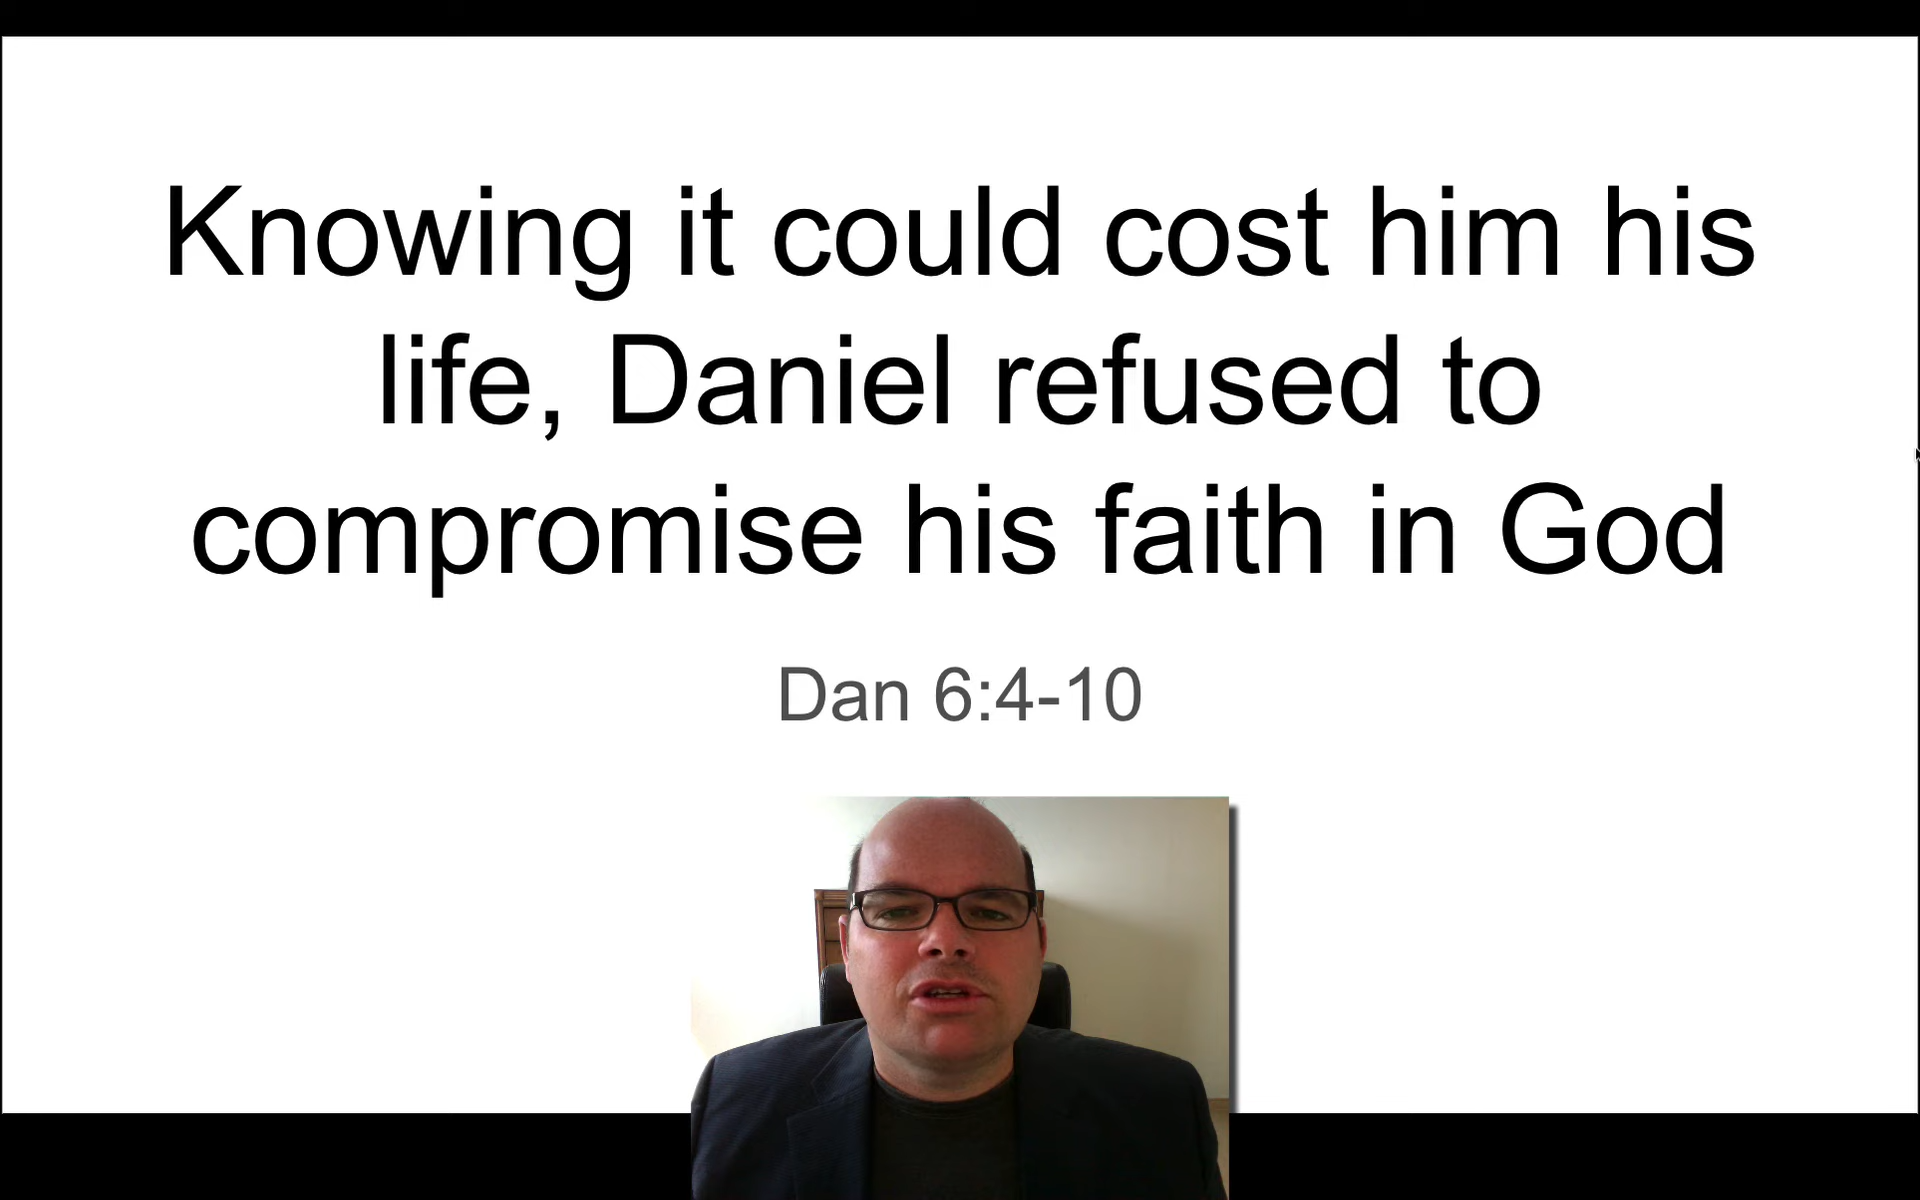 Knowing it could cost him his
life, Daniel refused to
compromise his faith in God
Dan 6:4-10